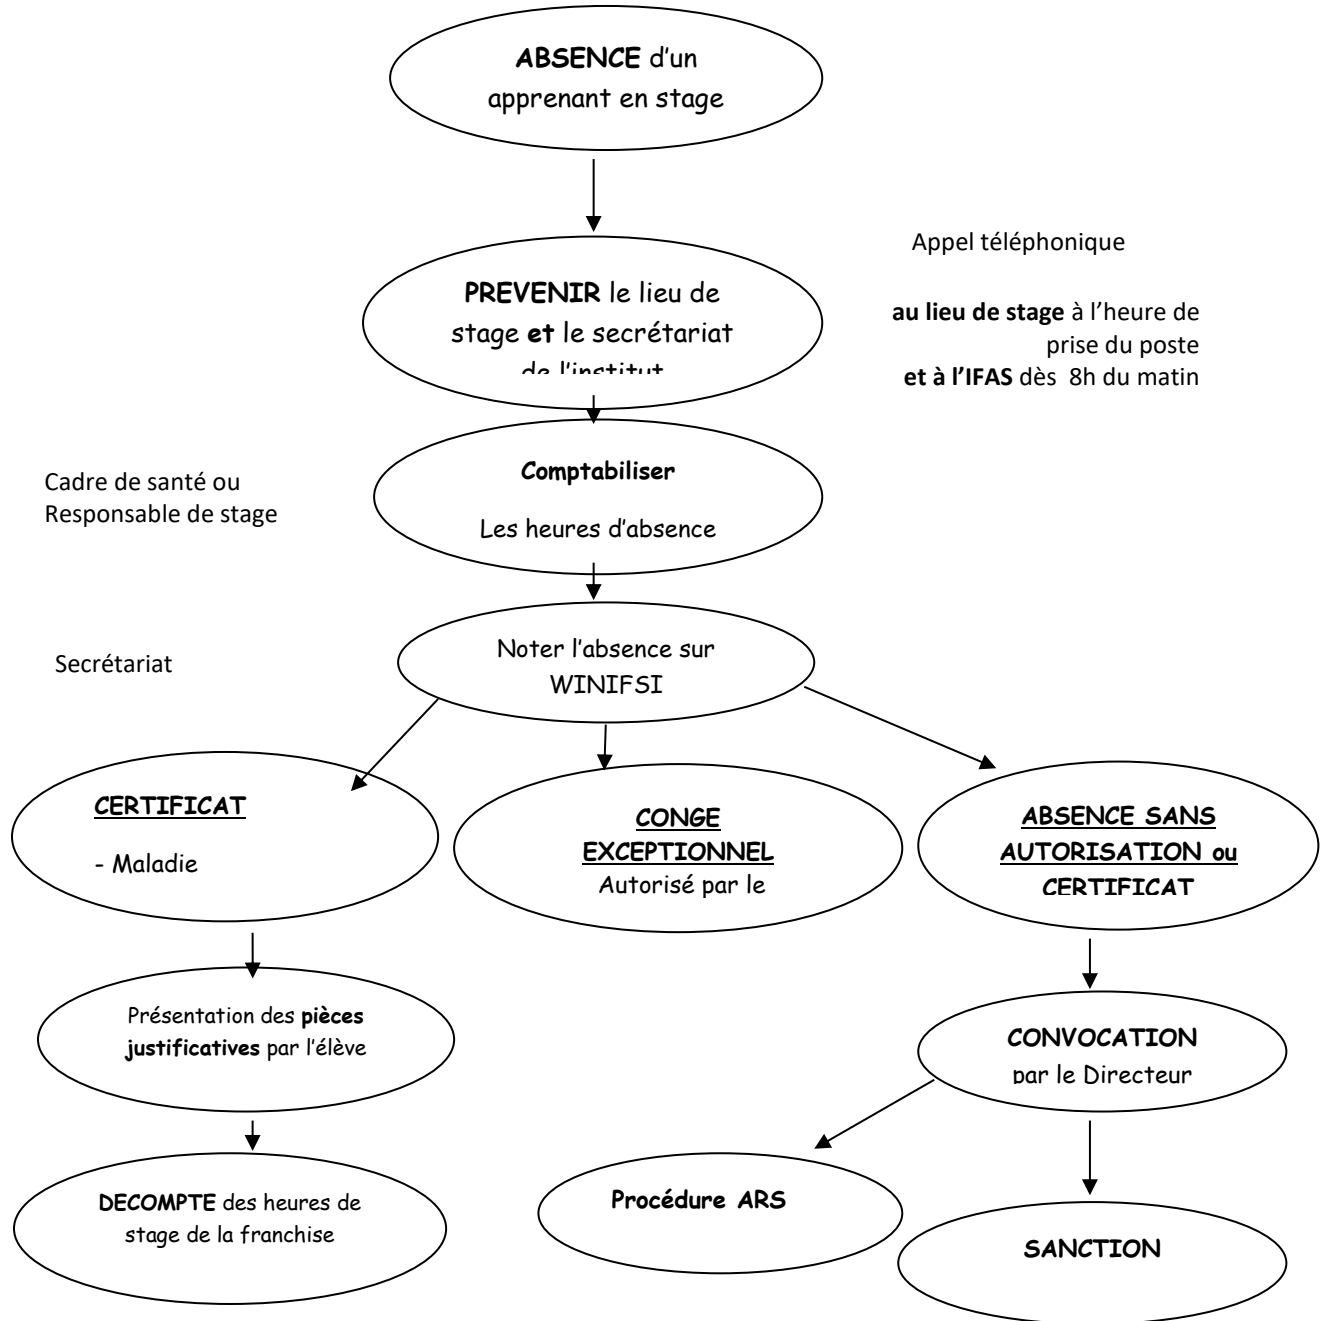 ABSENCE d'un
apprenant en stage
Appel téléphonique
PREVENIR le lieu de
stage et le secrétariat
de l'institut
au lieu de stage à l'heure de
prise du poste
et à l'IFAS dès 8h du matin
Cadre de santé ou
Responsable de stage
Comptabiliser
Les heures d'absence
Secrétariat
Noter l'absence sur
WINIFSI
CERTIFICAT
- Maladie
CONGE
EXCEPTIONNEL
Autorisé par le
ABSENCE SANS
AUTORISATION ou
CERTIFICAT
Présentation des pièces
justificatives par l'élève
CONVOCATION
par le Directeur
DECOMPTE des heures de
stage de la franchise
Procédure ARS
SANCTION